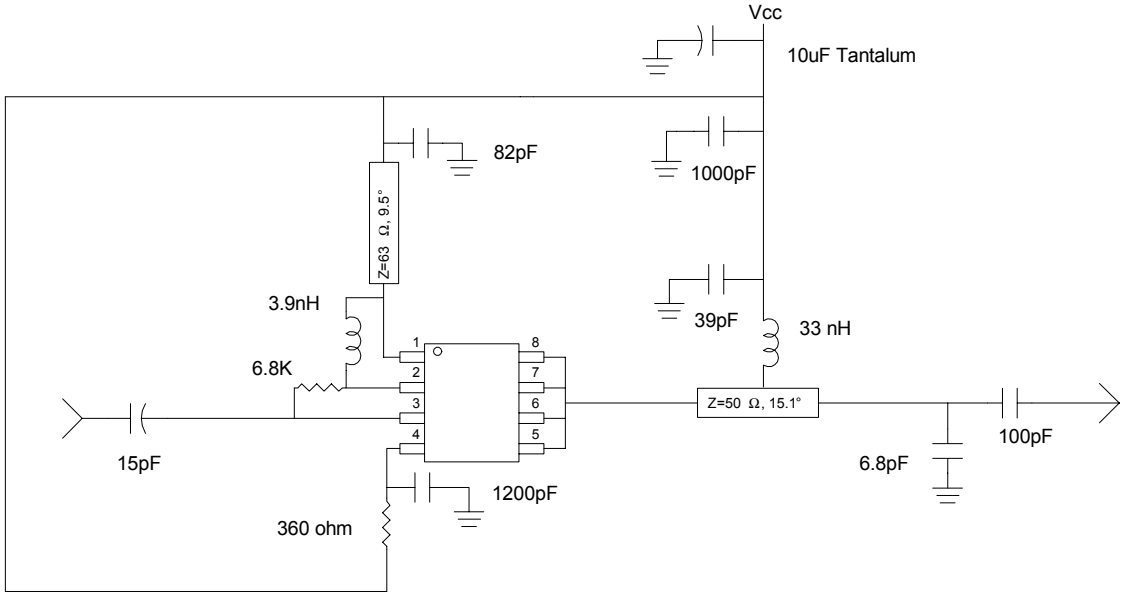 Vcc
10uF Tantalum
82pF
1000pF
Z=63 Ω, 9.5°
3.9nH
39pF
33 nH
1
8
6.8K
2
7
Z=50 Ω, 15.1°
3
6
4
5
15pF
100pF
6.8pF
1200pF
360 ohm